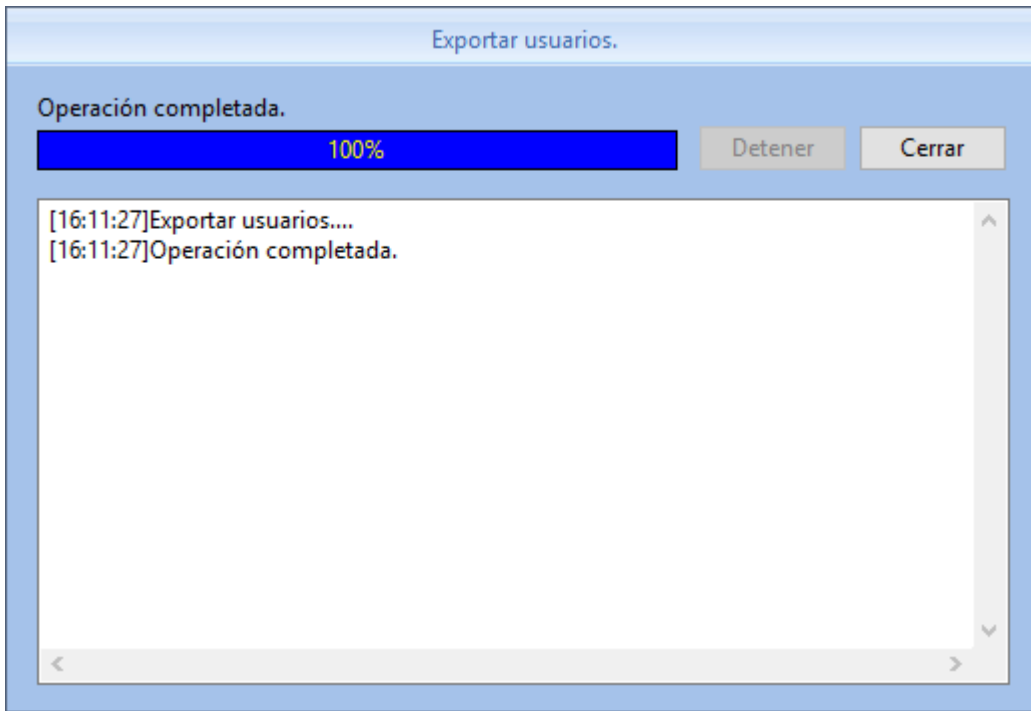 Exportar usuarios.
Operación completada.
100%
Detener
Cerrar
[16:11:27]Exportar usuarios....
[16:11:27]Operación completada.